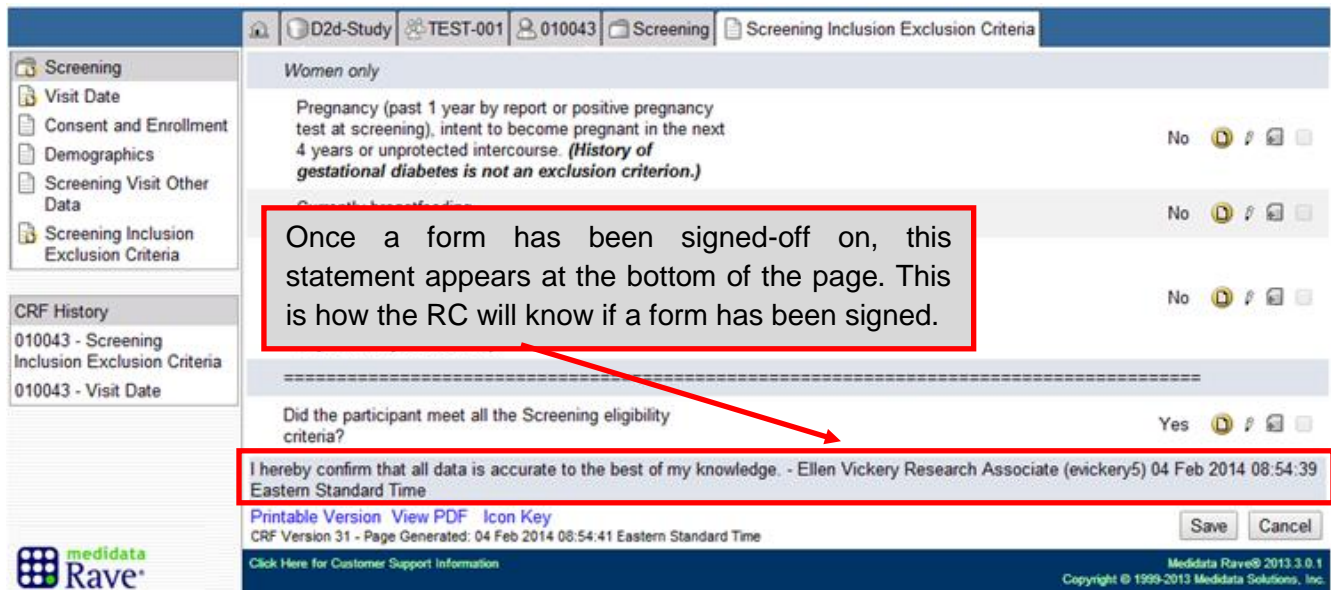 D2d-Study TEST-001 010043 Screening Screening Inclusion Exclusion Criteria
Screening
Visit Date
Consent and Enrollment
Demographics
Screening Visit Other
Data
Screening Inclusion
Exclusion Criteria
CRF History
010043 - Screening
Inclusion Exclusion Criteria
010043 - Visit Date
medidata
Rave
Women only
Pregnancy (past 1 year by report or positive pregnancy
test at screening), intent to become pregnant in the next
4 years or unprotected intercourse. (History of
gestational diabetes is not an exclusion criterion.)
No
No
Once a form has been signed-off on, this
statement appears at the bottom of the page. This
is how the RC will know if a form has been signed.
No
=======================================================================================
Did the participant meet all the Screening eligibility
criteria?
Yes
I hereby confirm that all data is accurate to the best of my knowledge. - Ellen Vickery Research Associate (evickery5) 04 Feb 2014 08:54:39
Eastern Standard Time
Printable Version View PDF Icon Key
CRF Version 31 - Page Generated: 04 Feb 2014 08:54:41 Eastern Standard Time
Save Cancel
Click Here for Customer Support Information
Medidata Rave® 2013.3.0.1
Copyright © 1999-2013 Medidata Solutions, Inc.